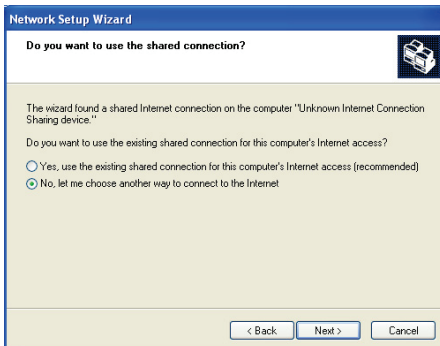 Network Setup Wizard
Do you want to use the shared connection?
The wizard found a shared Internet connection on the computer "Unknown Internet Connection
Sharing device."
Do you want to use the existing shared connection for this computer's Internet access?
Yes, use the existing shared connection for this computer's Internet access (recommended)
No, let me choose another way to connect to the Internet
< Back Next > Cancel